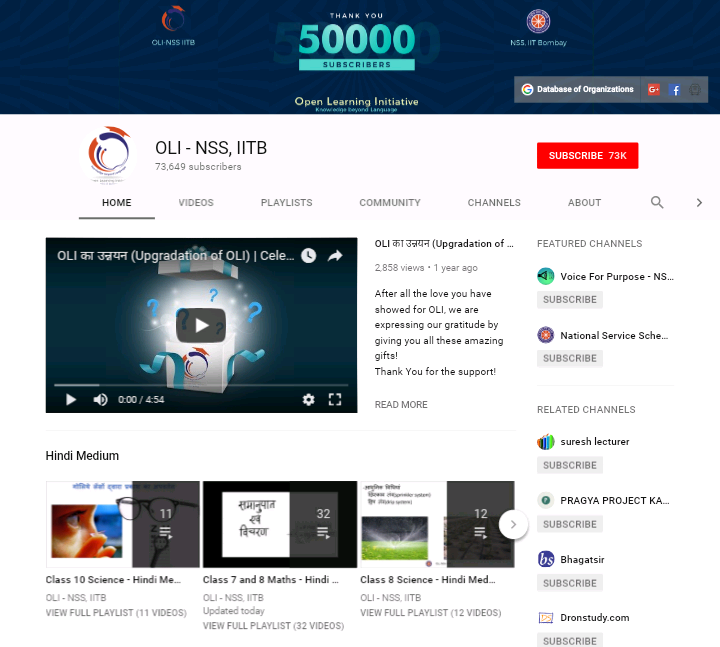 THANK YOU
50000
SUBSCRIBERS
OLI-NSS IITB
NSS, IIT Bombay
Database of Organizations
Open Learning Initiative
Knowledge beyond Language
OLI - NSS, IITB
73,649 subscribers
SUBSCRIBE 73K
HOME VIDEOS PLAYLISTS COMMUNITY CHANNELS ABOUT
OLI का उन्नयन (Upgradation of OLI) | Cele...
0:00 / 4:54
OLI का उन्नयन (Upgradation of ...
2,858 views • 1 year ago
After all the love you have
showed for OLI, we are
expressing our gratitude by
giving you all these amazing
gifts!
Thank You for the support!
READ MORE
FEATURED CHANNELS
Voice For Purpose - NS...
SUBSCRIBE
National Service Sche...
SUBSCRIBE
Hindi Medium
11
Class 10 Science - Hindi Me...
OLI - NSS, IITB
VIEW FULL PLAYLIST (11 VIDEOS)
समानुपात
एवं
विचरण
32
Class 7 and 8 Maths - Hindi ...
OLI - NSS, IITB
Updated today
VIEW FULL PLAYLIST (32 VIDEOS)
आधुनिक विधियां
12
Class 8 Science - Hindi Med...
OLI - NSS, IITB
VIEW FULL PLAYLIST (12 VIDEOS)
RELATED CHANNELS
suresh lecturer
SUBSCRIBE
PRAGYA PROJECT KA...
SUBSCRIBE
bs
Bhagatsir
SUBSCRIBE
Dronstudy.com
SUBSCRIBE